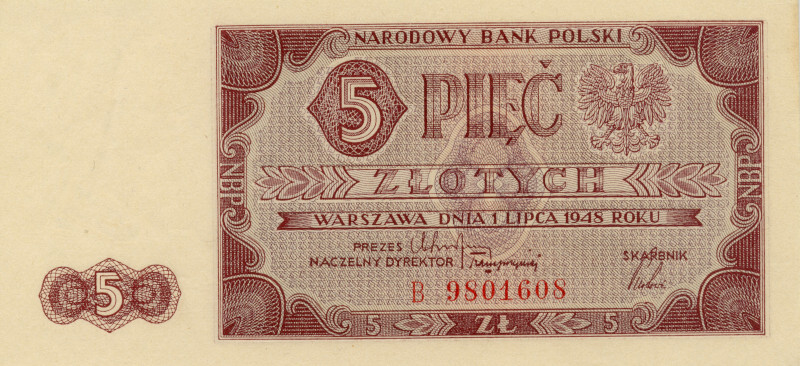 NARODOWY BANK POLSKI
5 PIĘĆ
ZŁOTYCH
NBP NBP
WARSZAWA DNIA 1 LIPCA 1948 ROKU
PREZES
NACZELNY DYREKTOR
SKARBNIK
B 9801608
5
5 ZŁ 5